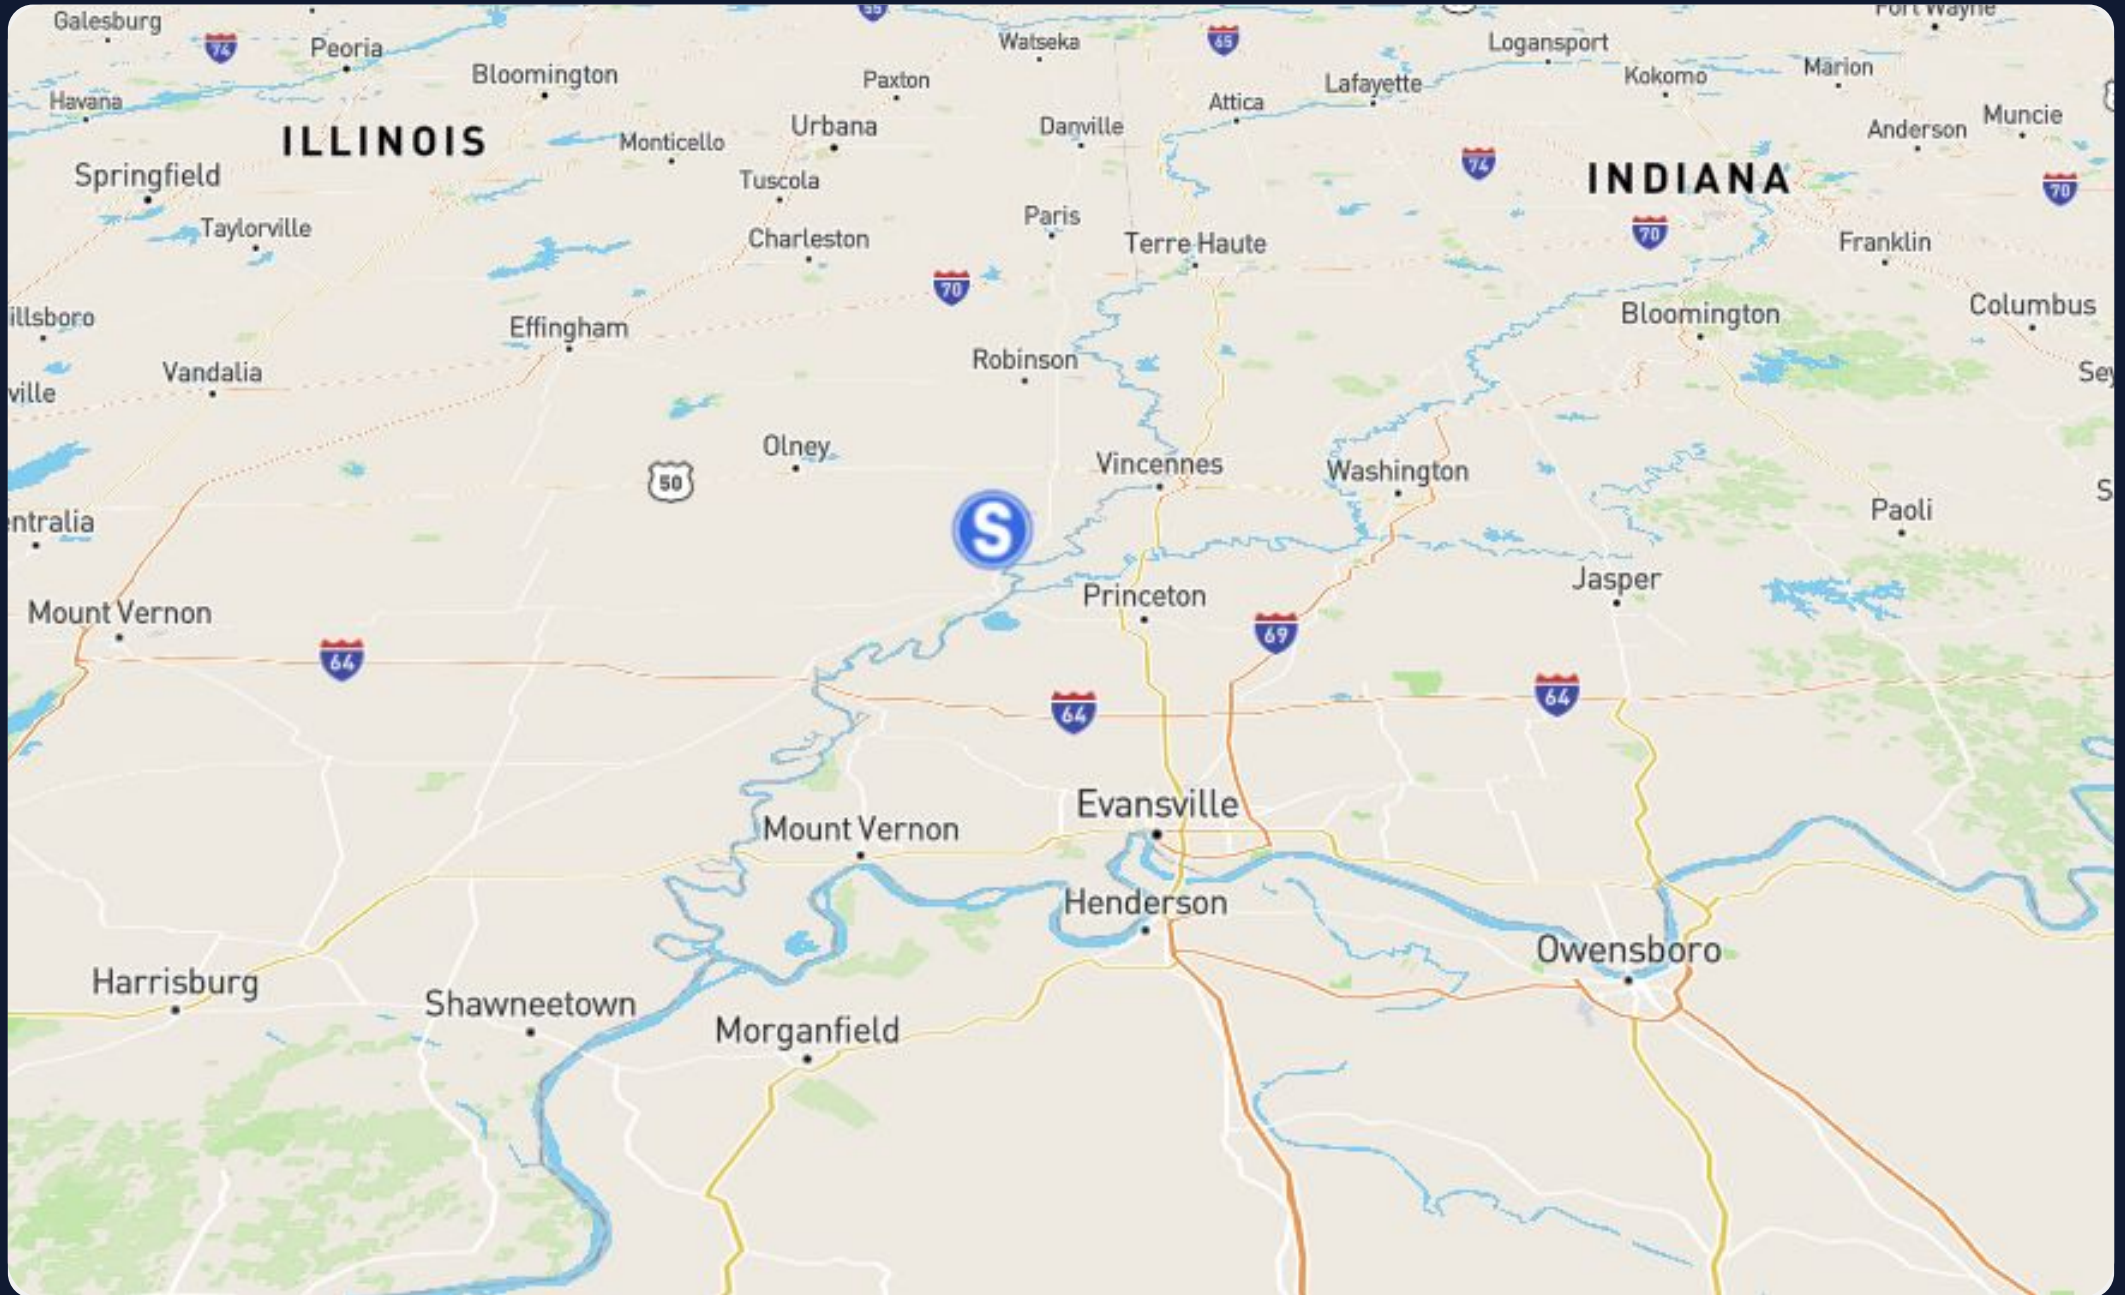 Galesburg
74
Peoria
55
Watseka
65
Logansport
Fort Wayne
Bloomington
Paxton
Lafayette
Kokomo
Marion
Havana
Attica
Muncie
ILLINOIS
Monticello
Urbana
Danville
Anderson
Springfield
Tuscola
74
INDIANA
70
Taylorville
Charleston
Paris
Terre Haute
70
Franklin
70
illsboro
Effingham
Bloomington
Columbus
Vandalia
Robinson
Sey
ville
Olney
50
Vincennes
Washington
S
entralia
S
Paoli
Mount Vernon
Princeton
Jasper
64
69
64
64
Evansville
Mount Vernon
Henderson
Owensboro
Harrisburg
Shawneetown
Morganfield